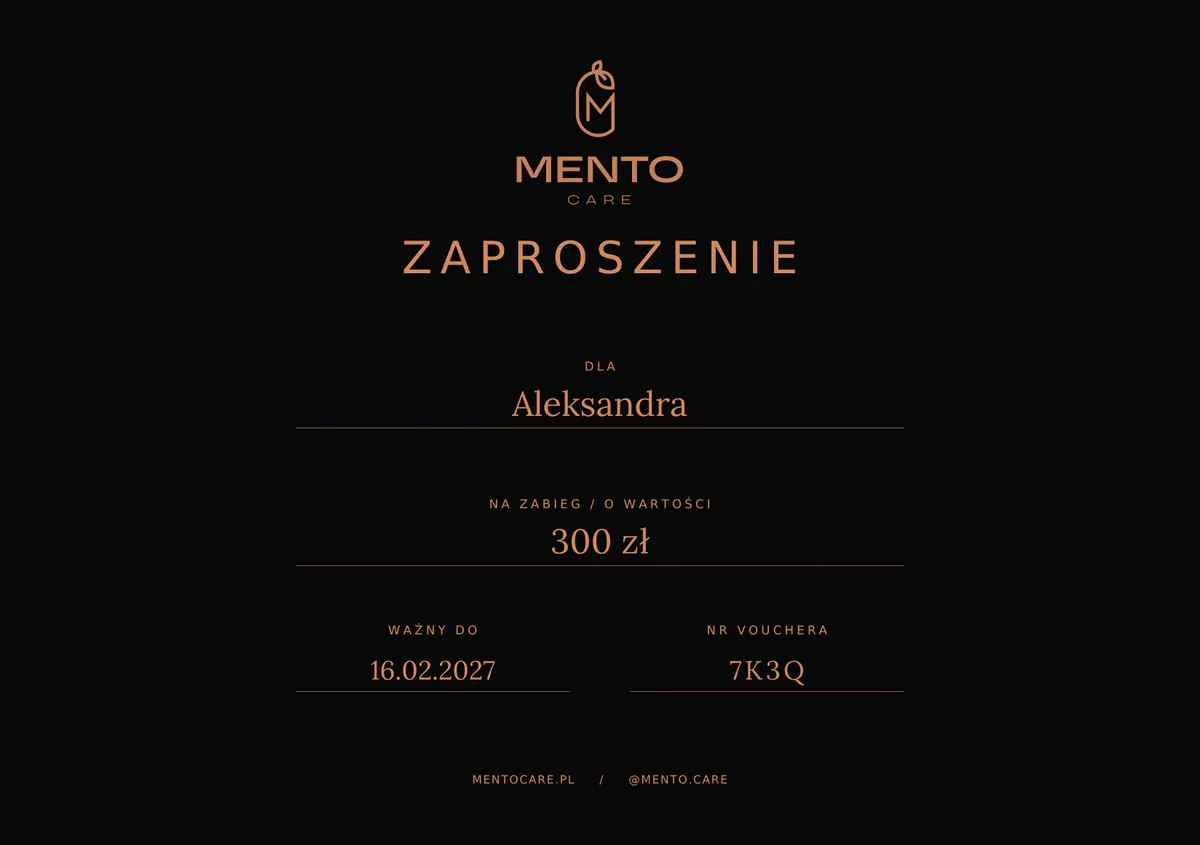 M
MENTO
CARE
ZAPROSZENIE
DLA
Aleksandra
NA ZABIEG / O WARTOŚCI
300 zł
WAŻNY DO
16.02.2027
NR VOUCHERA
7K3Q
MENTOCARE.PL / @MENTO.CARE